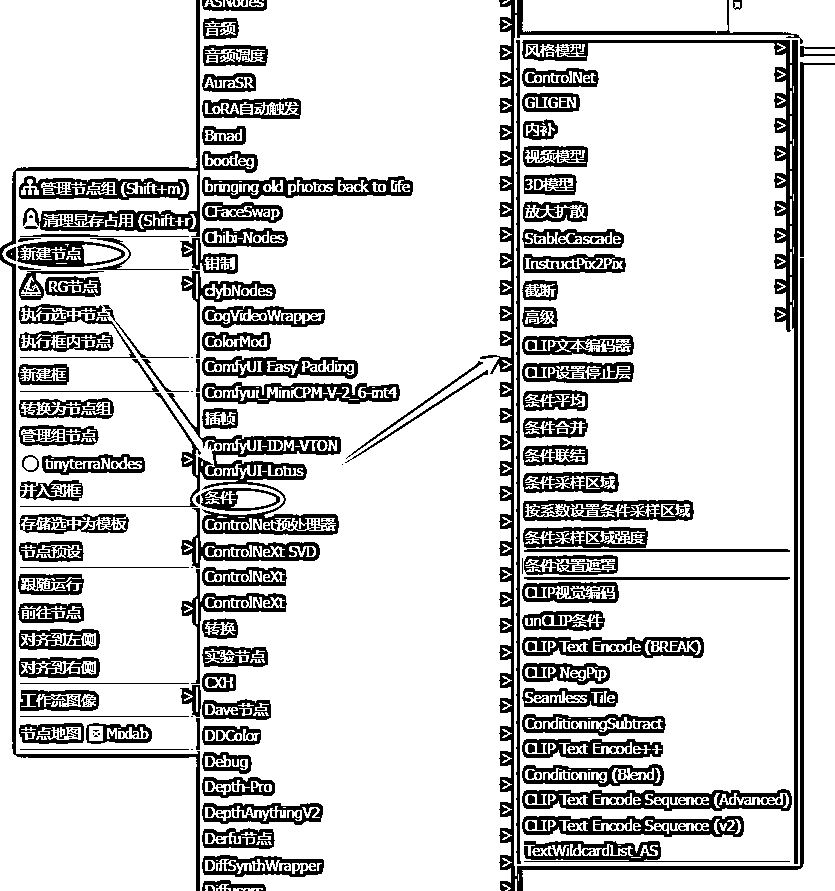 管理节点组 (Shift+m)
清理显存占用 (Shift+r)
新建节点
RG节点
执行选中节点
执行框内节点
新建框
转换为节点组
管理组节点
tinyterraNodes
并入到框
存储选中为模板
节点预设
跟随运行
前往节点
对齐到左侧
对齐到右侧
工作流图像
节点地图 Mixlab
ASNodes
音频
音频调度
AuraSR
LoRA自动触发
Bmad
bootleg
bringing old photos back to life
CFaceSwap
Chibi-Nodes
钳制
clybNodes
CogVideoWrapper
ColorMod
ComfyUI Easy Padding
Comfyui_MiniCPM-V-2_6-int4
插帧
ComfyUI-IDM-VTON
ComfyUI-Lotus
条件
ControlNet预处理器
ControlNeXt SVD
ControlNeXt
ControlNeXt
转换
实验节点
CXH
Dave节点
DDColor
Debug
Depth-Pro
DepthAnythingV2
Derfu节点
DiffSynthWrapper
风格模型
ControlNet
GLIGEN
内补
视频模型
3D模型
放大扩散
StableCascade
InstructPix2Pix
截断
高级
CLIP文本编码器
CLIP设置停止层
条件平均
条件合并
条件联结
条件采样区域
按系数设置条件采样区域
条件采样区域强度
条件设置遮罩
CLIP视觉编码
unCLIP条件
CLIP Text Encode (BREAK)
CLIP NegPip
Seamless Tile
ConditioningSubtract
CLIP Text Encode++
Conditioning (Blend)
CLIP Text Encode Sequence (Advanced)
CLIP Text Encode Sequence (v2)
TextWildcardList_AS